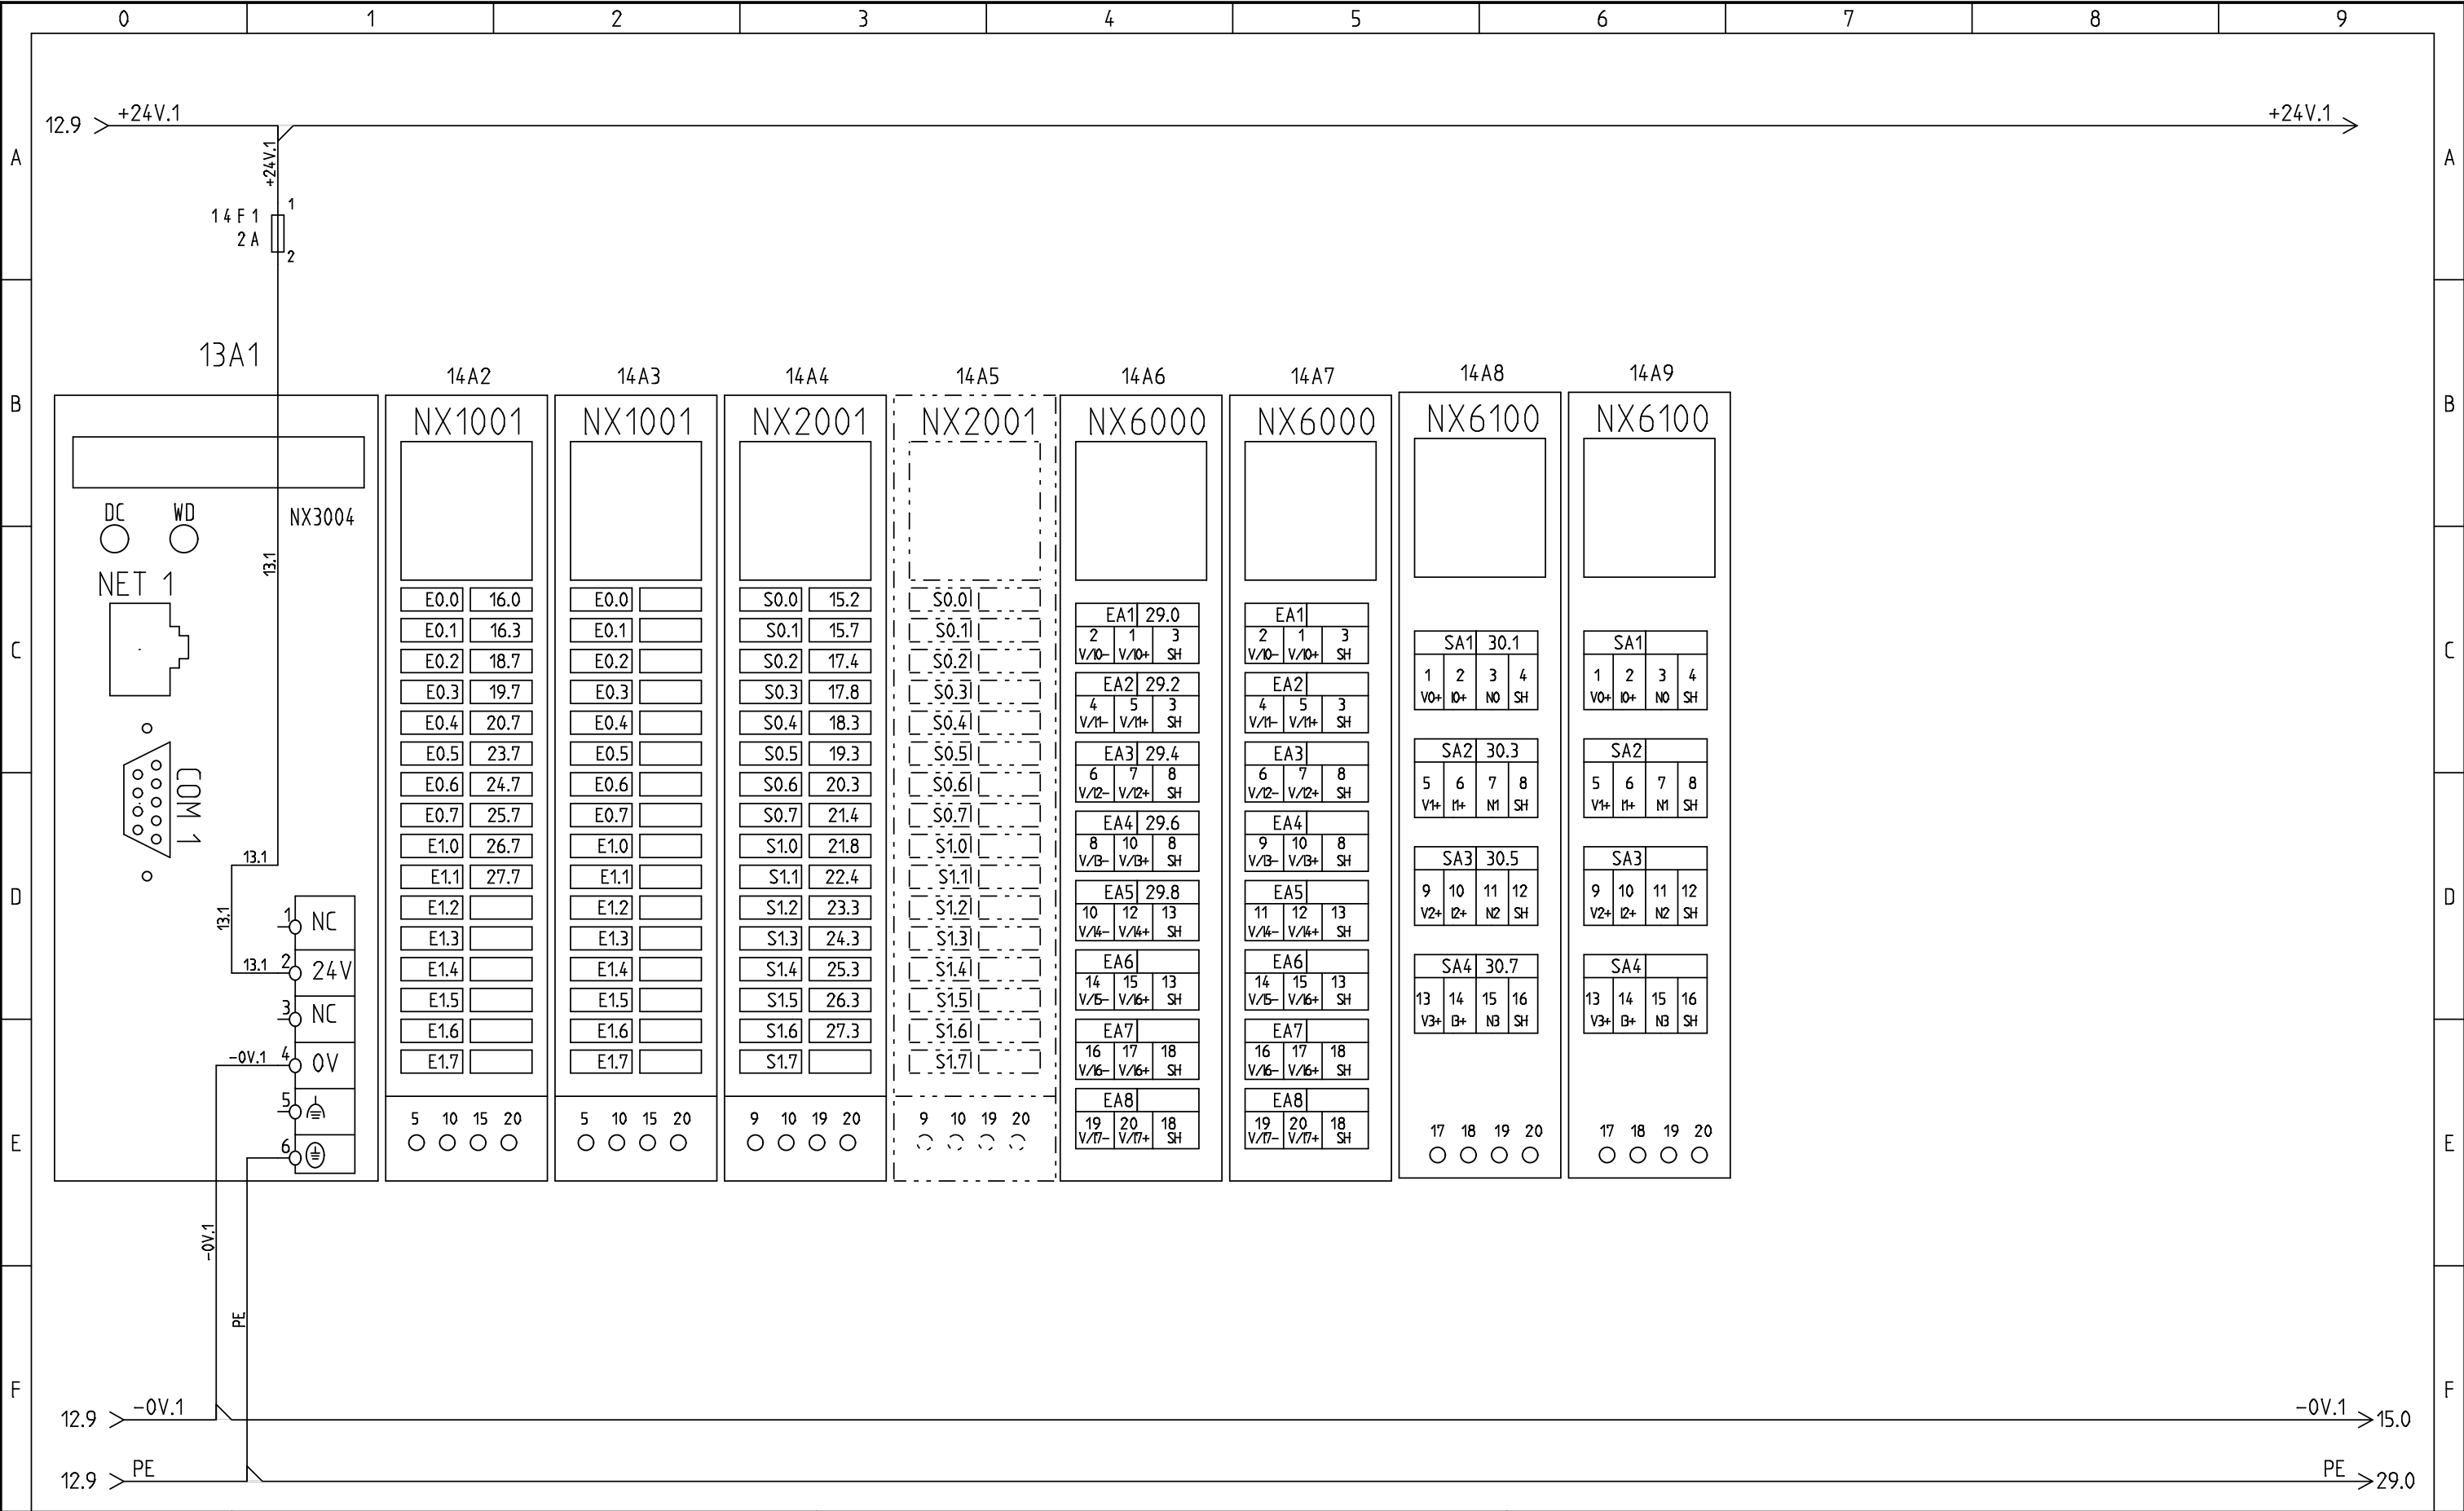 0 1 2 3 4 5 6 7 8 9
12.9 +24V.1 +24V.1
A A
+24V.1
14F1 1
2A 2
13A1
14A2 14A3 14A4 14A5 14A6 14A7 14A8 14A9
B B
NX1001 NX1001 NX2001 NX2001 NX6000 NX6000 NX6100 NX6100
DC WD NX3004
13.1
NET 1
C C
COM 1
13.1
D D
13.1
1 NC
13.1 2 24V
3 NC
-0V.1 4 0V
5
6
E0.0 16.0
E0.1 16.3
E0.2 18.7
E0.3 19.7
E0.4 20.7
E0.5 23.7
E0.6 24.7
E0.7 25.7
E1.0 26.7
E1.1 27.7
E1.2
E1.3
E1.4
E1.5
E1.6
E1.7
5 10 15 20
E0.0
E0.1
E0.2
E0.3
E0.4
E0.5
E0.6
E0.7
E1.0
E1.1
E1.2
E1.3
E1.4
E1.5
E1.6
E1.7
5 10 15 20
S0.0 15.2
S0.1 15.7
S0.2 17.4
S0.3 17.8
S0.4 18.3
S0.5 19.3
S0.6 20.3
S0.7 21.4
S1.0 21.8
S1.1 22.4
S1.2 23.3
S1.3 24.3
S1.4 25.3
S1.5 26.3
S1.6 27.3
S1.7
9 10 19 20
S0.0
S0.1
S0.2
S0.3
S0.4
S0.5
S0.6
S0.7
S1.0
S1.1
S1.2
S1.3
S1.4
S1.5
S1.6
S1.7
9 10 19 20
EA1 29.0
2 1 3
V/I0- V/I0+ SH
EA2 29.2
4 5 3
V/I1- V/I1+ SH
EA3 29.4
6 7 8
V/I2- V/I2+ SH
EA4 29.6
8 10 8
V/I3- V/I3+ SH
EA5 29.8
10 12 13
V/I4- V/I4+ SH
EA6
14 15 13
V/I5- V/I6+ SH
EA7
16 17 18
V/I6- V/I6+ SH
EA8
19 20 18
V/I7- V/I7+ SH
EA1
2 1 3
V/I0- V/I0+ SH
EA2
4 5 3
V/I1- V/I1+ SH
EA3
6 7 8
V/I2- V/I2+ SH
EA4
9 10 8
V/I3- V/I3+ SH
EA5
11 12 13
V/I4- V/I4+ SH
EA6
14 15 13
V/I5- V/I6+ SH
EA7
16 17 18
V/I6- V/I6+ SH
EA8
19 20 18
V/I7- V/I7+ SH
SA1 30.1
1 2 3 4
V0+ I0+ N0 SH
SA2 30.3
5 6 7 8
V1+ I1+ N1 SH
SA3 30.5
9 10 11 12
V2+ I2+ N2 SH
SA4 30.7
13 14 15 16
V3+ I3+ N3 SH
17 18 19 20
SA1
1 2 3 4
V0+ I0+ N0 SH
SA2
5 6 7 8
V1+ I1+ N1 SH
SA3
9 10 11 12
V2+ I2+ N2 SH
SA4
13 14 15 16
V3+ I3+ N3 SH
17 18 19 20
E E
-0V.1
PE
F F
12.9 -0V.1 -0V.1 15.0
12.9 PE PE 29.0